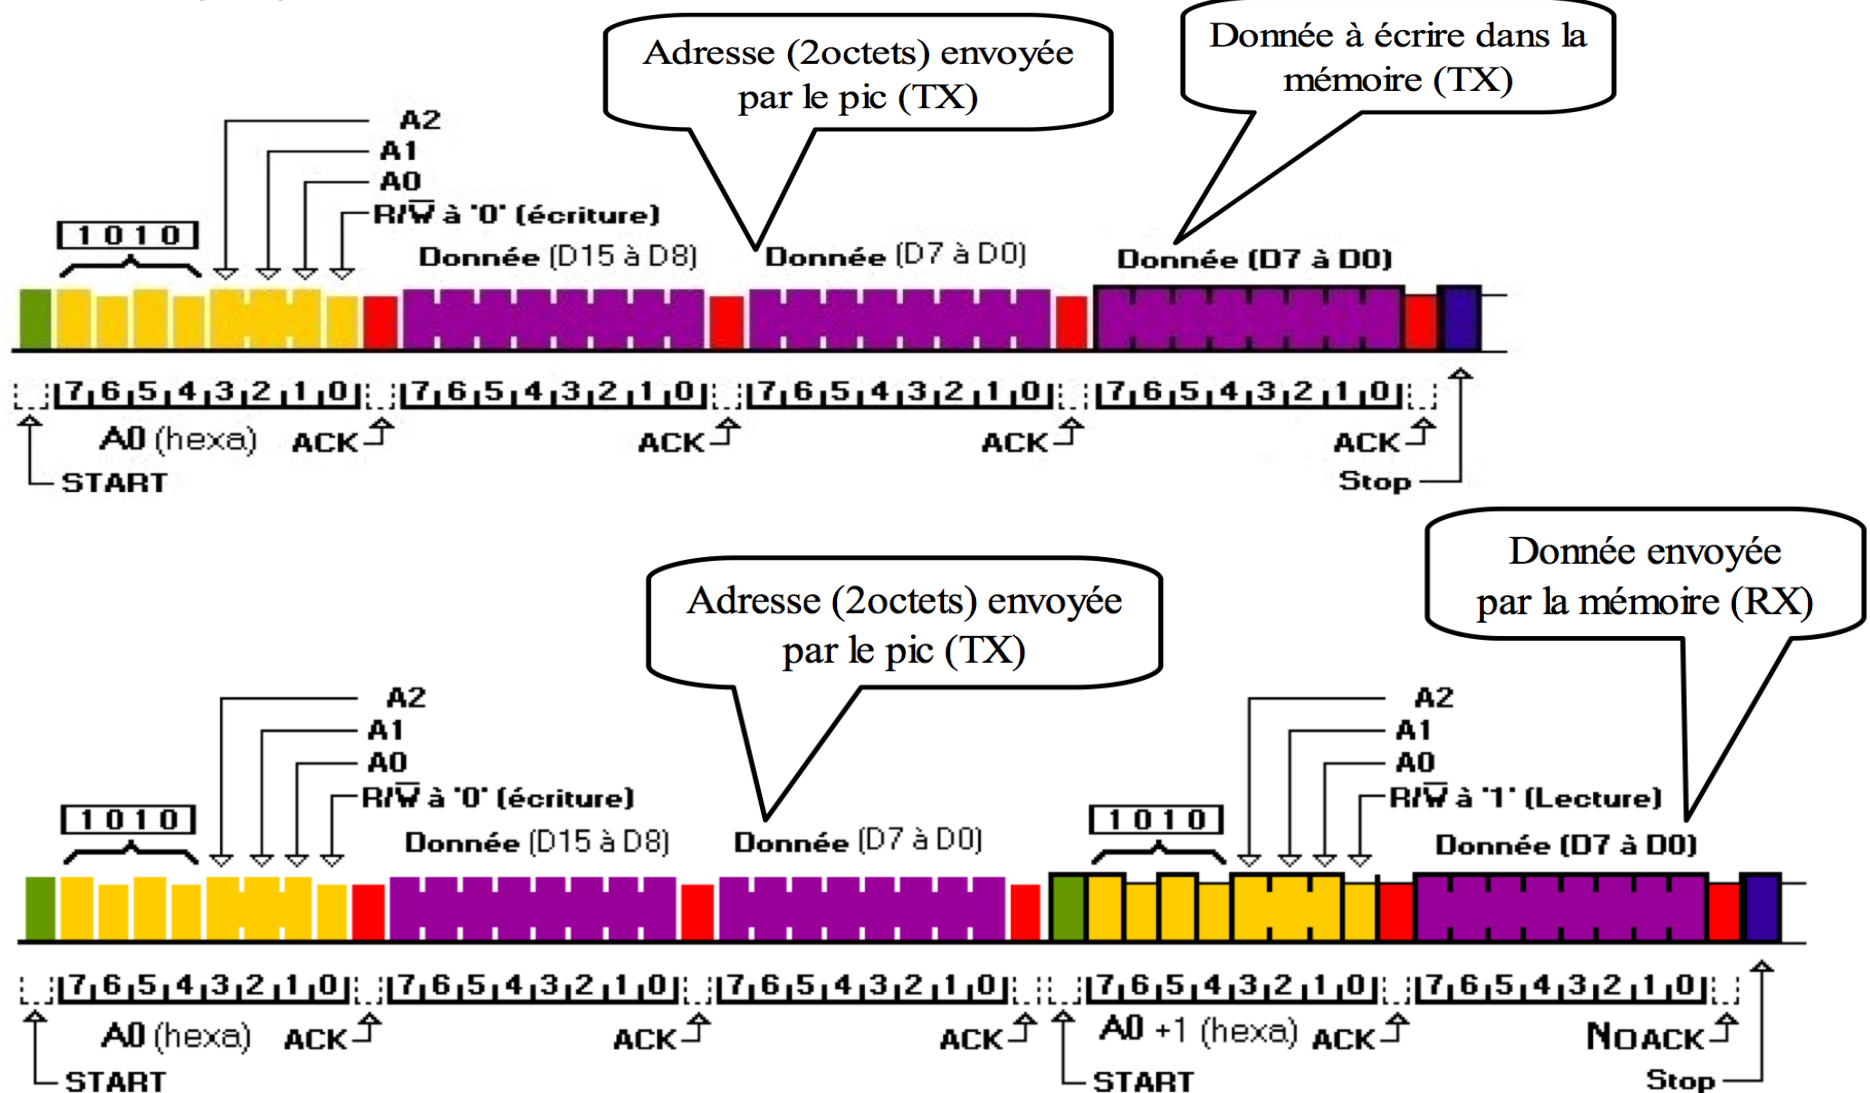 Adresse (2octets) envoyée
par le pic (TX)
Donnée à écrire dans la
mémoire (TX)
A2
A1
A0
R/W̅ à '0' (écriture)
1 0 1 0
Donnée (D15 à D8)
Donnée (D7 à D0)
Donnée (D7 à D0)
7 6 5 4 3 2 1 0
7 6 5 4 3 2 1 0
7 6 5 4 3 2 1 0
7 6 5 4 3 2 1 0
A0 (hexa)
ACK
ACK
ACK
ACK
START
Stop
Adresse (2octets) envoyée
par le pic (TX)
Donnée envoyée
par la mémoire (RX)
A2
A1
A0
R/W̅ à '0' (écriture)
1 0 1 0
Donnée (D15 à D8)
Donnée (D7 à D0)
A2
A1
A0
R/W̅ à '1' (Lecture)
1 0 1 0
Donnée (D7 à D0)
7 6 5 4 3 2 1 0
7 6 5 4 3 2 1 0
7 6 5 4 3 2 1 0
7 6 5 4 3 2 1 0
7 6 5 4 3 2 1 0
A0 (hexa)
ACK
ACK
ACK
A0 +1 (hexa)
ACK
NOACK
START
START
Stop